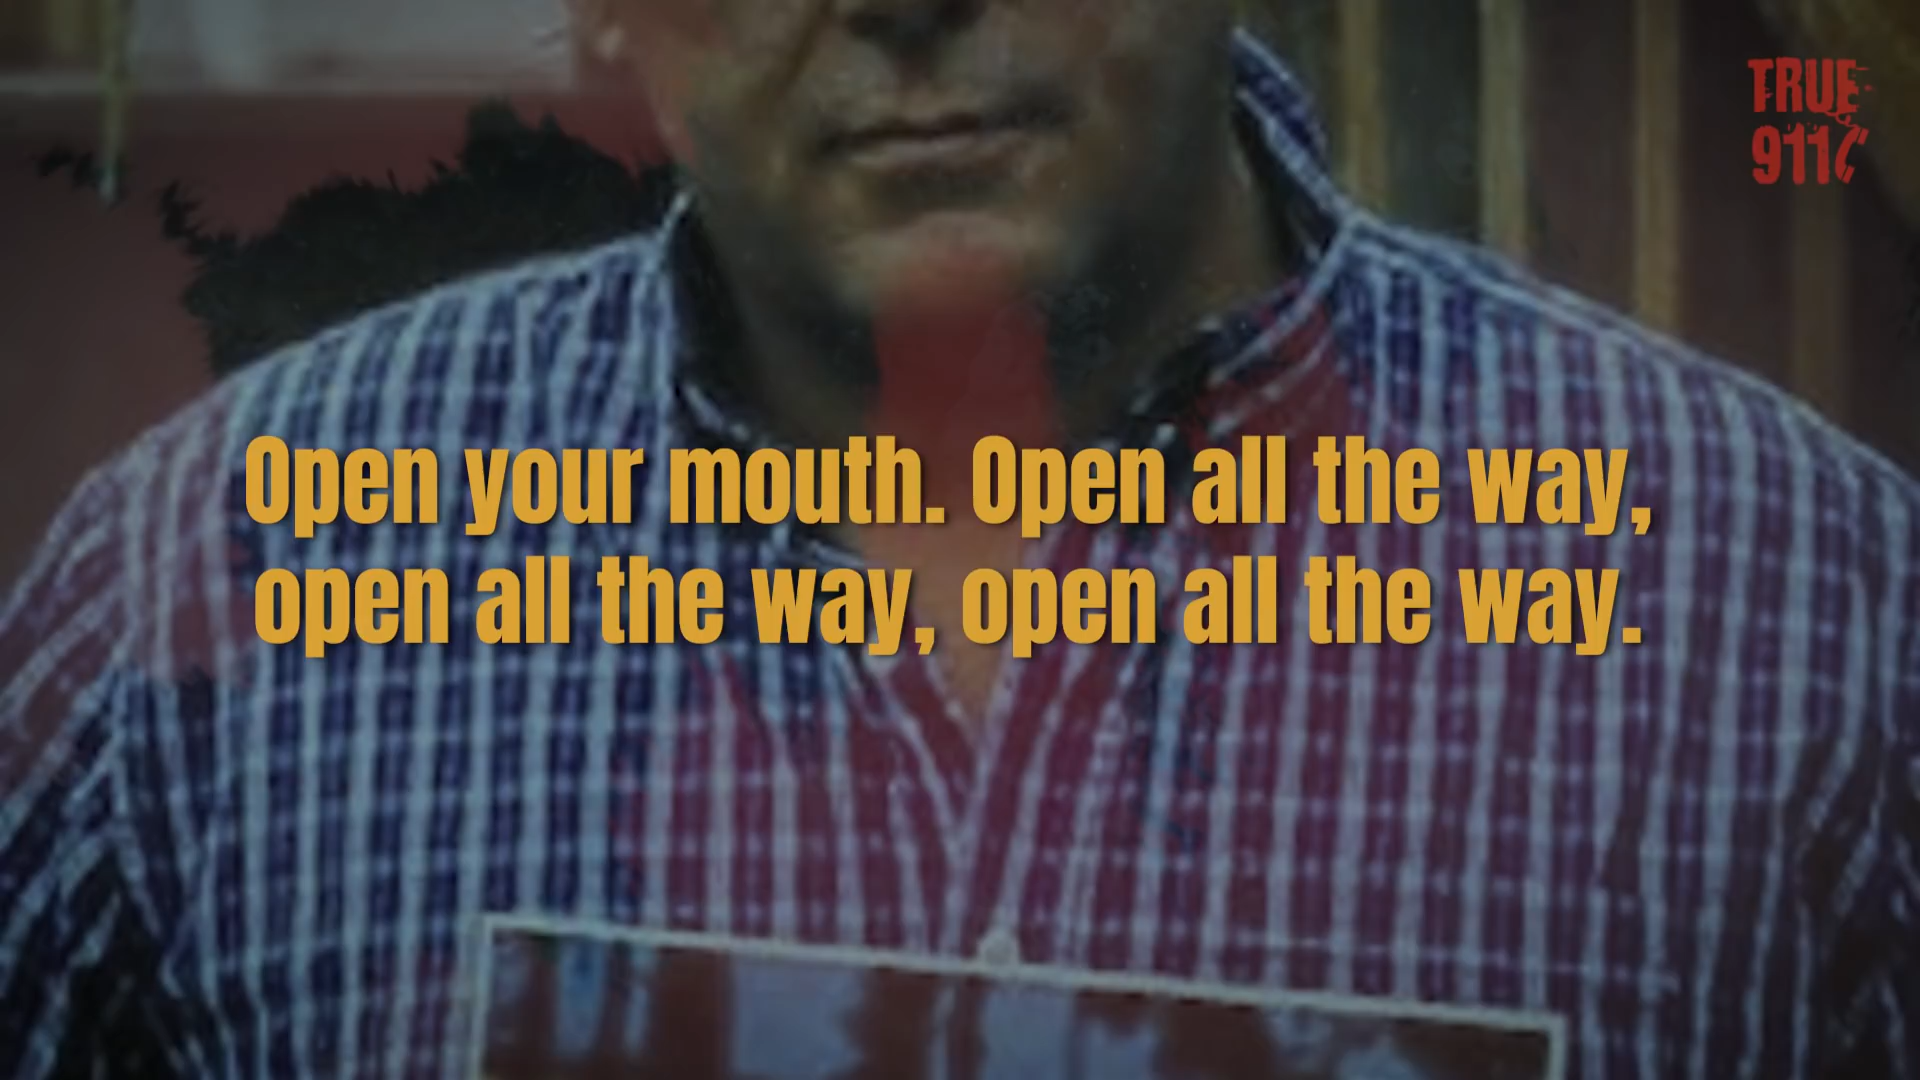 TRUE
911
Open your mouth. Open all the way,
open all the way, open all the way.